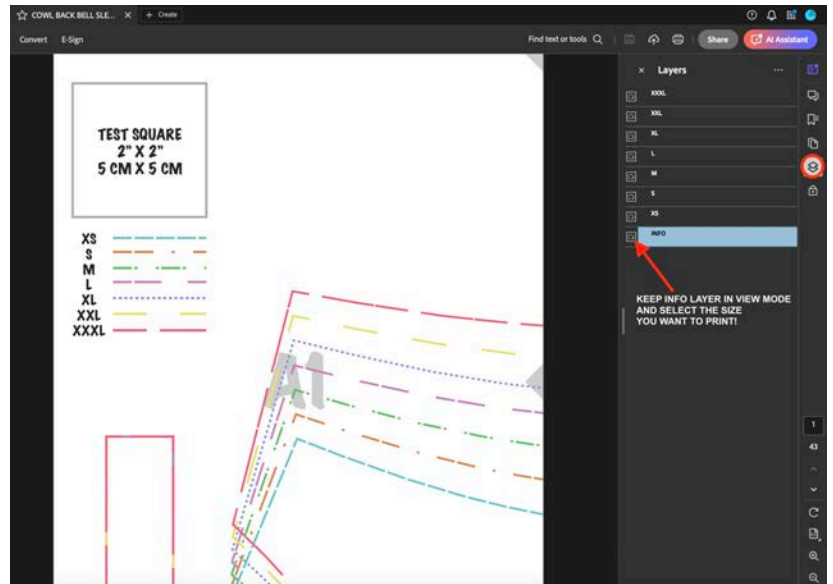 COWL BACK BELL SLE...
+ Create
Convert E-Sign
Find text or tools
Share
AI Assistant
Layers
XXXL
XXL
XL
L
M
S
XS
INFO
TEST SQUARE
2" X 2"
5 CM X 5 CM
XS
S
M
L
XL
XXL
XXXL
A1
KEEP INFO LAYER IN VIEW MODE
AND SELECT THE SIZE
YOU WANT TO PRINT!
1
43